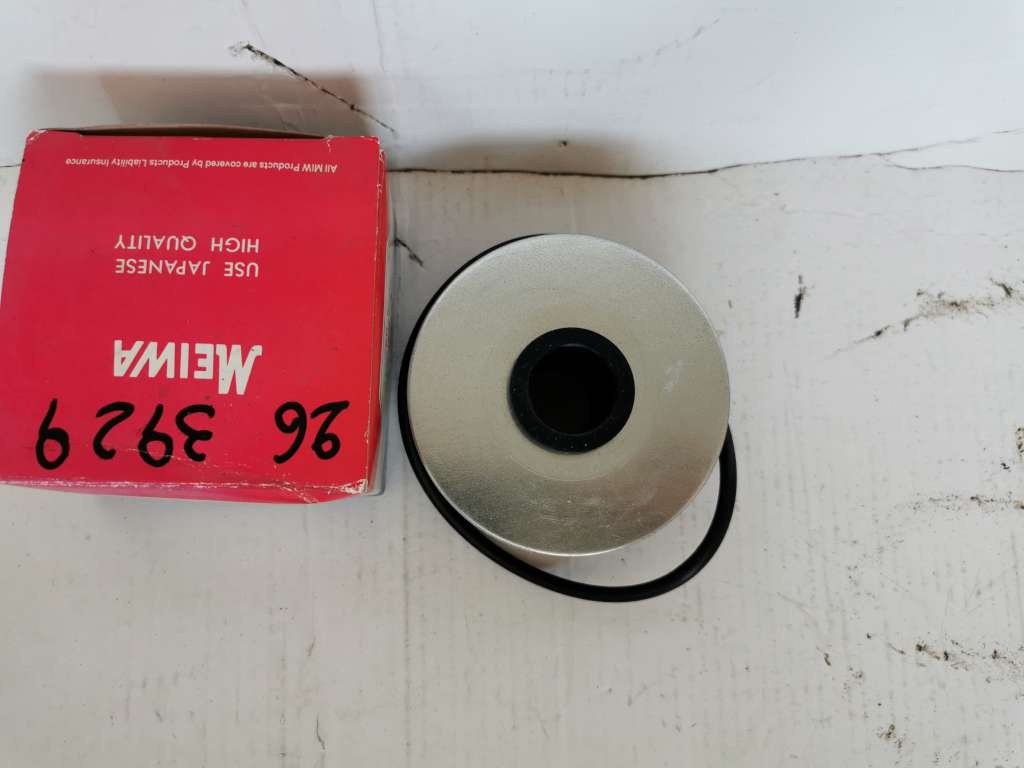 26 3929
MEIWA
USE JAPANESE
HIGH QUALITY
All MIW Products are covered by Products Liability Insurance